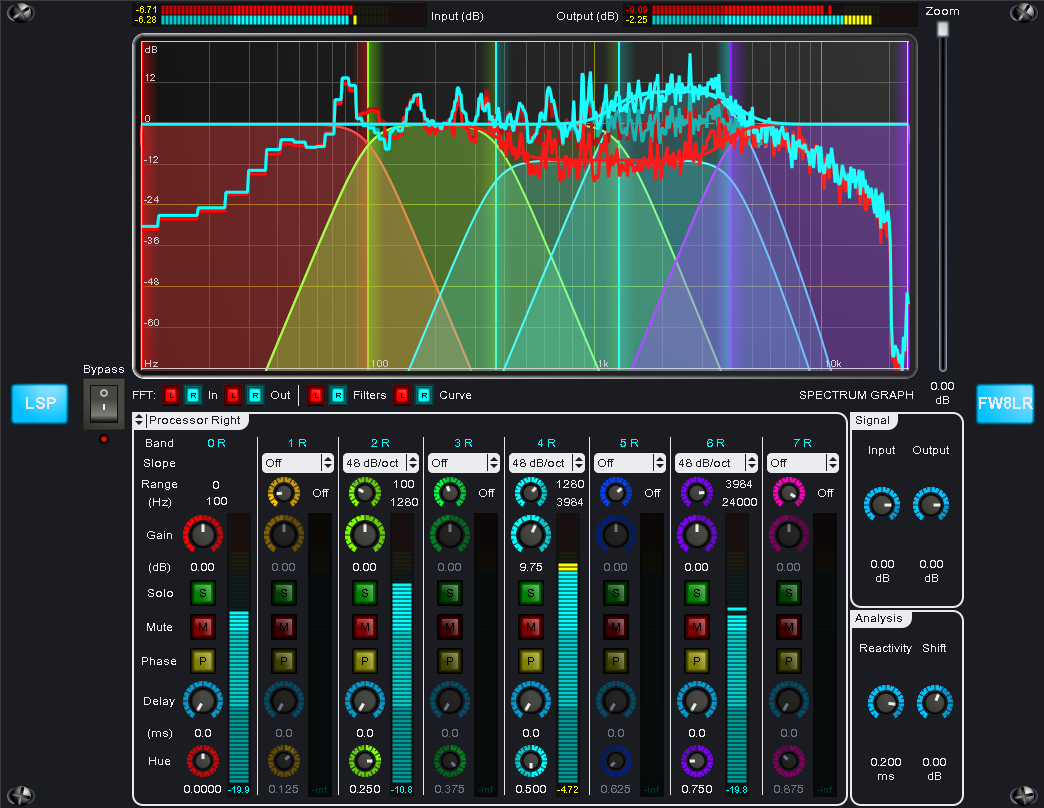 -6.71
-6.28
Input (dB)
Output (dB)
-9.09
-2.25
Zoom
dB
12
0
-12
-24
-36
-48
-60
Hz
100
1k
10k
0.00
dB
Bypass
LSP
FW8LR
FFT: L R In L R Out L R Filters L R Curve
SPECTRUM GRAPH
Processor Right
Band 0 R 1 R 2 R 3 R 4 R 5 R 6 R 7 R
Slope Off 48 dB/oct Off 48 dB/oct Off 48 dB/oct Off
Range 0 Off 100 Off 1280 Off 3984 Off
(Hz) 100 1280 3984 24000
Gain
(dB) 0.00 0.00 0.00 0.00 9.75 0.00 0.00 0.00
Solo S S S S S S S S
Mute M M M M M M M M
Phase P P P P P P P P
Delay
(ms) 0.0 0.0 0.0 0.0 0.0 0.0 0.0 0.0
Hue
0.0000 -19.9 0.125 -inf 0.250 -10.8 0.375 -inf 0.500 -4.72 0.625 -inf 0.750 -19.8 0.875 -inf
Signal
Input Output
0.00 0.00
dB dB
Analysis
Reactivity Shift
0.200 0.00
ms dB